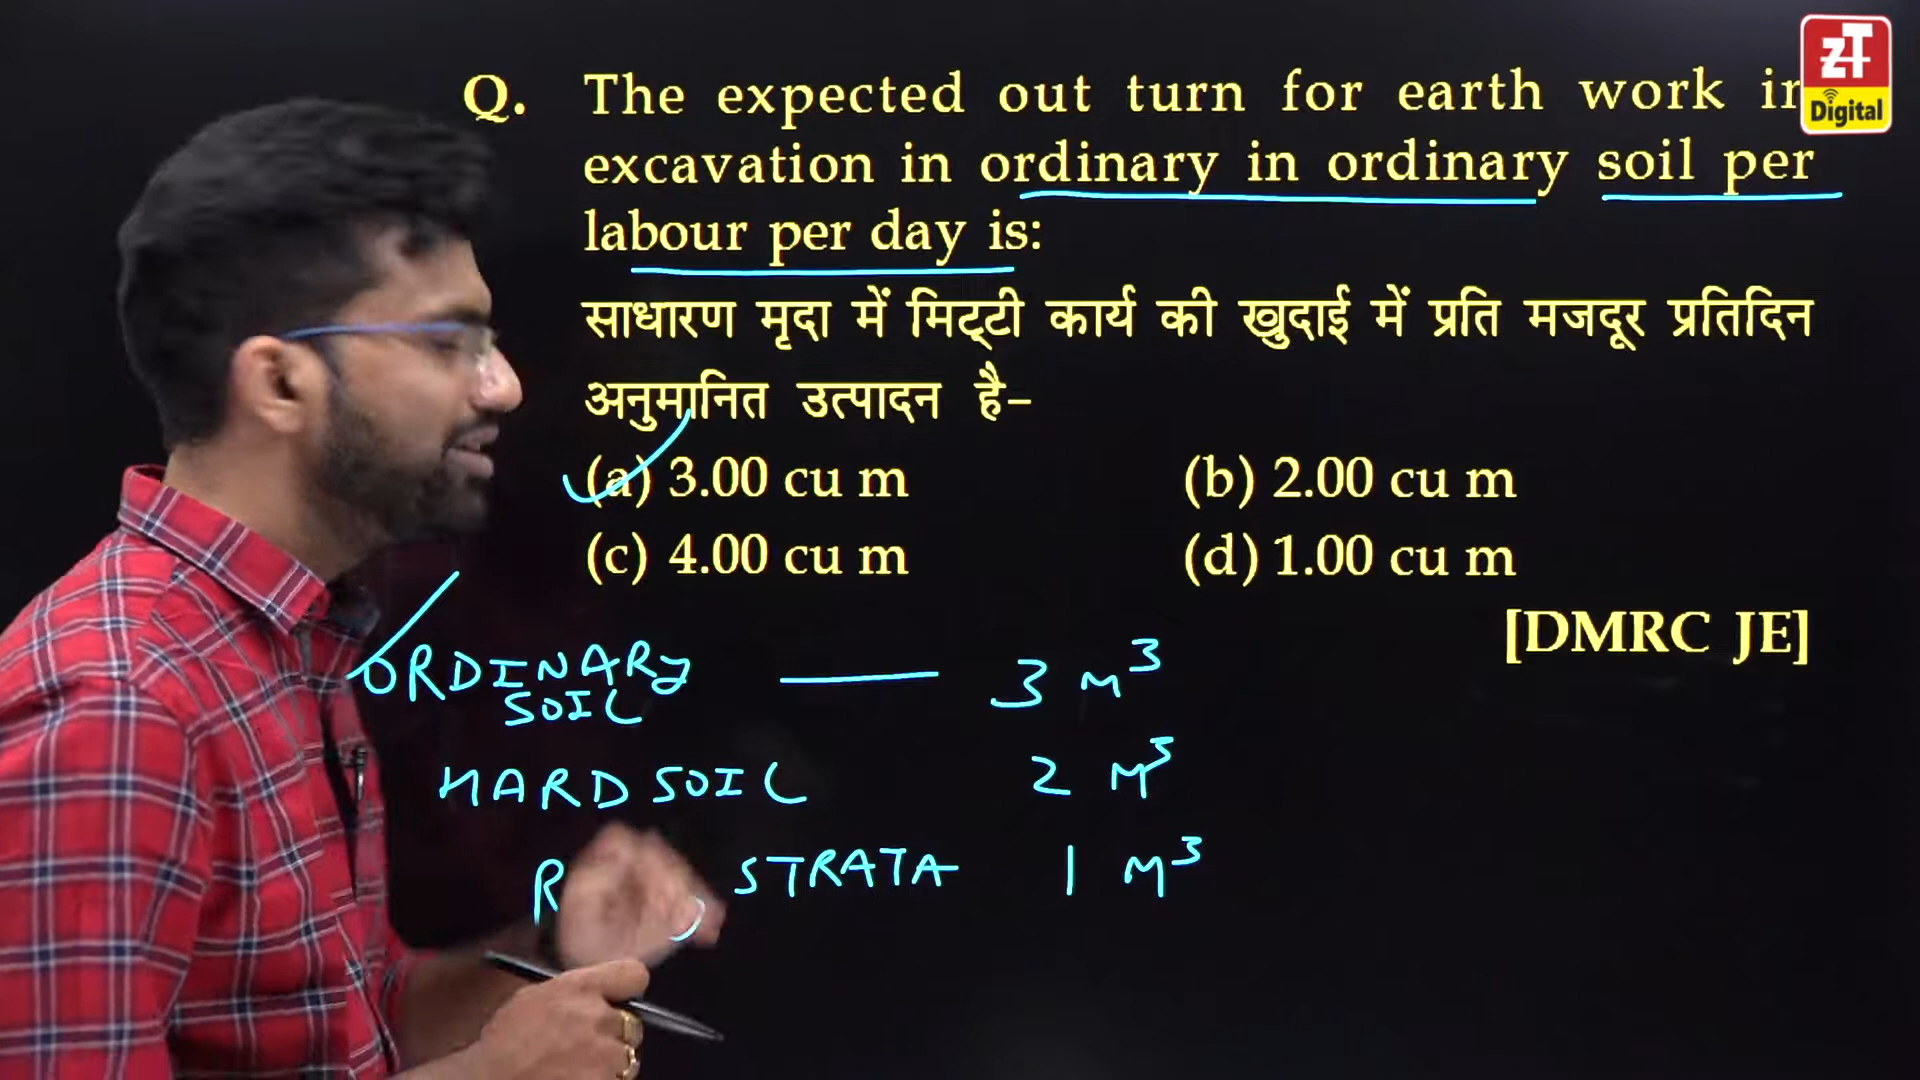 ZT
Digital
Q. The expected out turn for earth work in
excavation in ordinary in ordinary soil per
labour per day is:
साधारण मृदा में मिट्टी कार्य की खुदाई में प्रति मजदूर प्रतिदिन
अनुमानित उत्पादन है–
(a) 3.00 cu m (b) 2.00 cu m
(c) 4.00 cu m (d) 1.00 cu m
[DMRC JE]
ORDINARY SOIL — 3 M³
HARD SOIL 2 M³
STRATA 1 M³